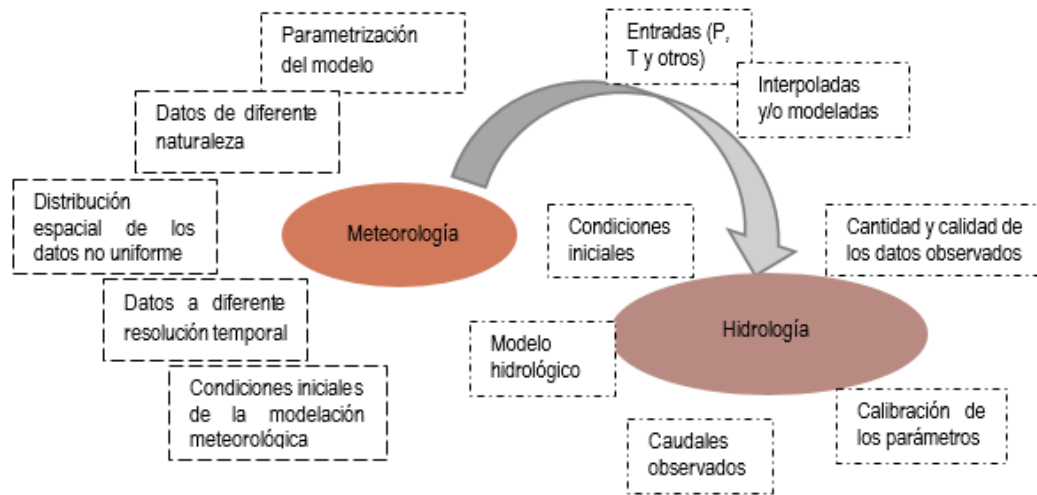 Parametrización
del modelo
Datos de diferente
naturaleza
Distribución
espacial de los
datos no uniforme
Datos a diferente
resolución temporal
Condiciones iniciales
de la modelación
meteorológica
Meteorología
Entradas (P,
T y otros)
Interpoladas
y/o modeladas
Condiciones
iniciales
Cantidad y calidad de
los datos observados
Hidrología
Modelo
hidrológico
Calibración de
los parámetros
Caudales
observados